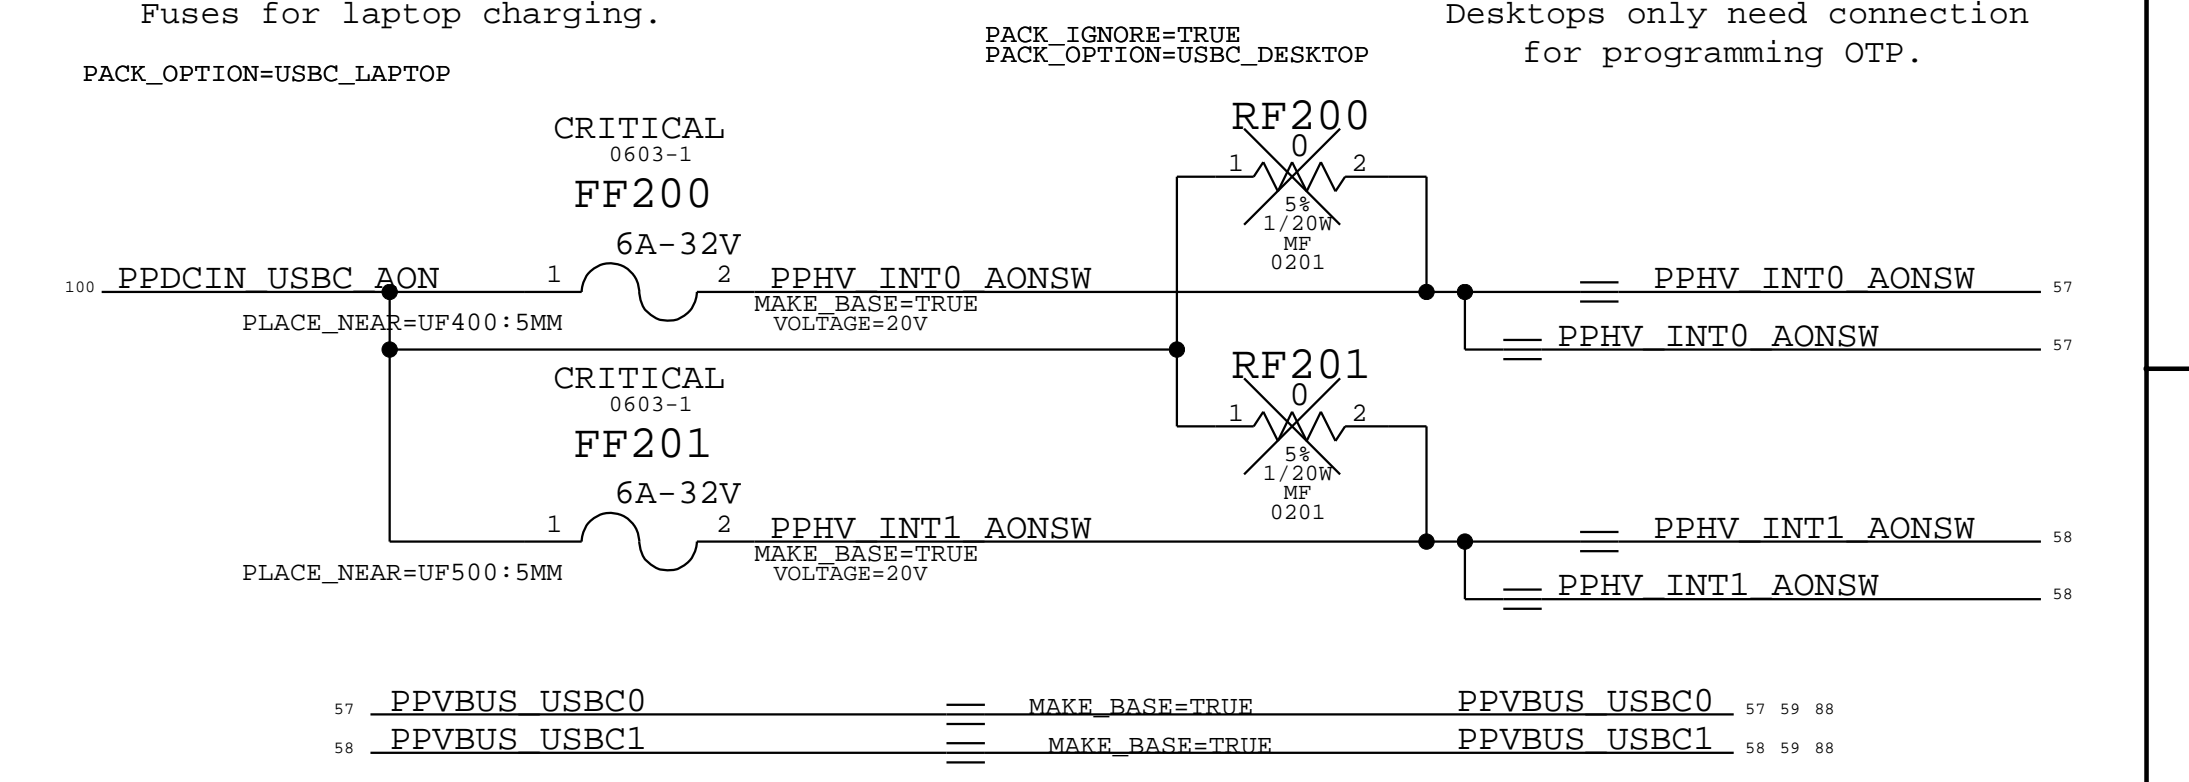 Fuses for laptop charging.
PACK_OPTION=USBC_LAPTOP
PACK_IGNORE=TRUE
PACK_OPTION=USBC_DESKTOP
Desktops only need connection
for programming OTP.
CRITICAL
0603-1
FF200
6A-32V
100 PPDCIN_USBC_AON 1 2 PPHV_INT0_AONSW
MAKE_BASE=TRUE
VOLTAGE=20V
PLACE_NEAR=UF400:5MM
RF200
0
1 2
5%
1/20W
MF
0201
PPHV_INT0_AONSW 57
PPHV_INT0_AONSW 57
CRITICAL
0603-1
FF201
6A-32V
1 2 PPHV_INT1_AONSW
MAKE_BASE=TRUE
VOLTAGE=20V
PLACE_NEAR=UF500:5MM
RF201
0
1 2
5%
1/20W
MF
0201
PPHV_INT1_AONSW 58
PPHV_INT1_AONSW 58
57 PPVBUS_USBC0 MAKE_BASE=TRUE PPVBUS_USBC0 57 59 88
58 PPVBUS_USBC1 MAKE_BASE=TRUE PPVBUS_USBC1 58 59 88